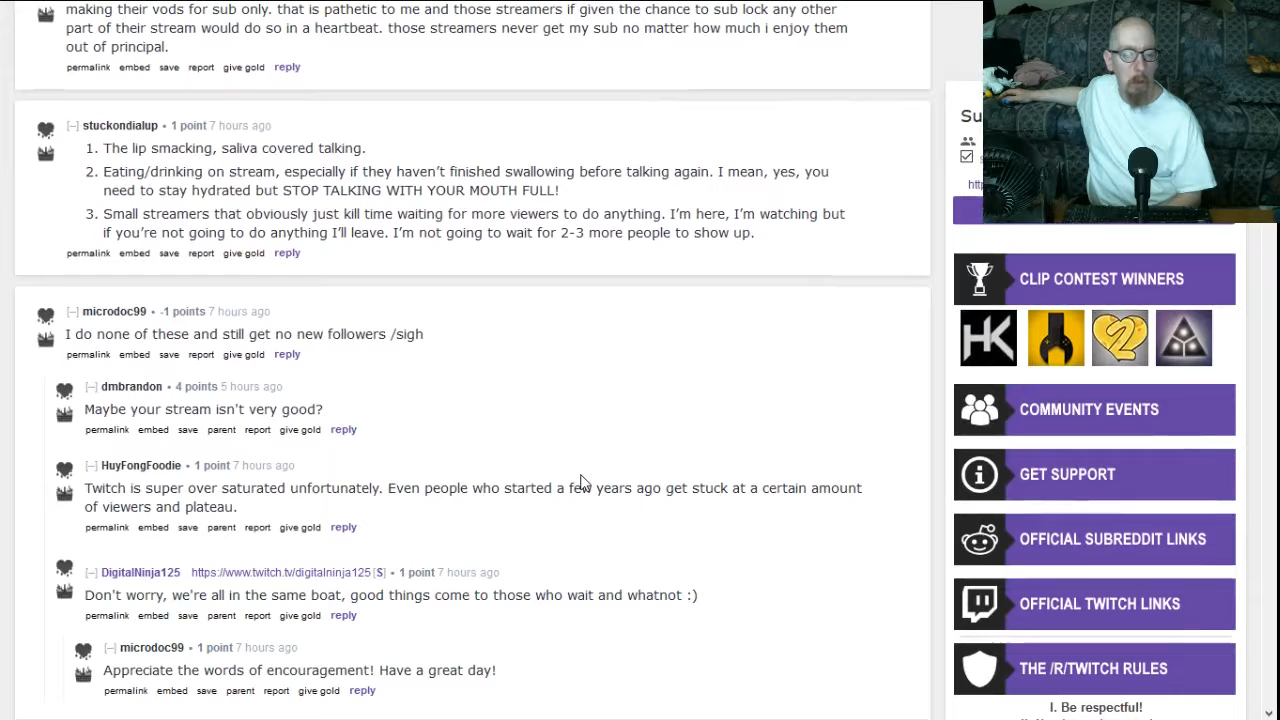 making their vods for sub only. that is pathetic to me and those streamers if given the chance to sub lock any other
part of their stream would do so in a heartbeat. those streamers never get my sub no matter how much i enjoy them
out of principal.
permalink embed save report give gold reply
[–] stuckondialup • 1 point 7 hours ago
1. The lip smacking, saliva covered talking.
2. Eating/drinking on stream, especially if they haven't finished swallowing before talking again. I mean, yes, you
need to stay hydrated but STOP TALKING WITH YOUR MOUTH FULL!
3. Small streamers that obviously just kill time waiting for more viewers to do anything. I'm here, I'm watching but
if you're not going to do anything I'll leave. I'm not going to wait for 2-3 more people to show up.
permalink embed save report give gold reply
[–] microdoc99 • -1 points 7 hours ago
I do none of these and still get no new followers /sigh
permalink embed save report give gold reply
[–] dmbrandon • 4 points 5 hours ago
Maybe your stream isn't very good?
permalink embed save parent report give gold reply
[–] HuyFongFoodie • 1 point 7 hours ago
Twitch is super over saturated unfortunately. Even people who started a few years ago get stuck at a certain amount
of viewers and plateau.
permalink embed save parent report give gold reply
[–] DigitalNinja125 https://www.twitch.tv/digitalninja125 [S] • 1 point 7 hours ago
Don't worry, we're all in the same boat, good things come to those who wait and whatnot :)
permalink embed save parent report give gold reply
[–] microdoc99 • 1 point 7 hours ago
Appreciate the words of encouragement! Have a great day!
permalink embed save parent report give gold reply
Su
htt
CLIP CONTEST WINNERS
HK
2
COMMUNITY EVENTS
GET SUPPORT
OFFICIAL SUBREDDIT LINKS
OFFICIAL TWITCH LINKS
THE /R/TWITCH RULES
I. Be respectful!